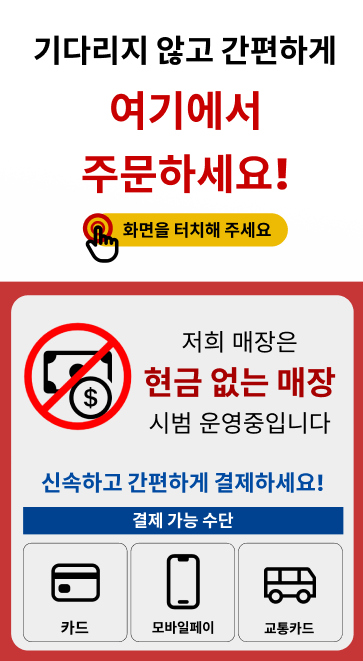 기다리지 않고 간편하게
여기에서
주문하세요!
화면을 터치해 주세요
$
저희 매장은
현금 없는 매장
시범 운영중입니다
신속하고 간편하게 결제하세요!
결제 가능 수단
카드
모바일페이
교통카드